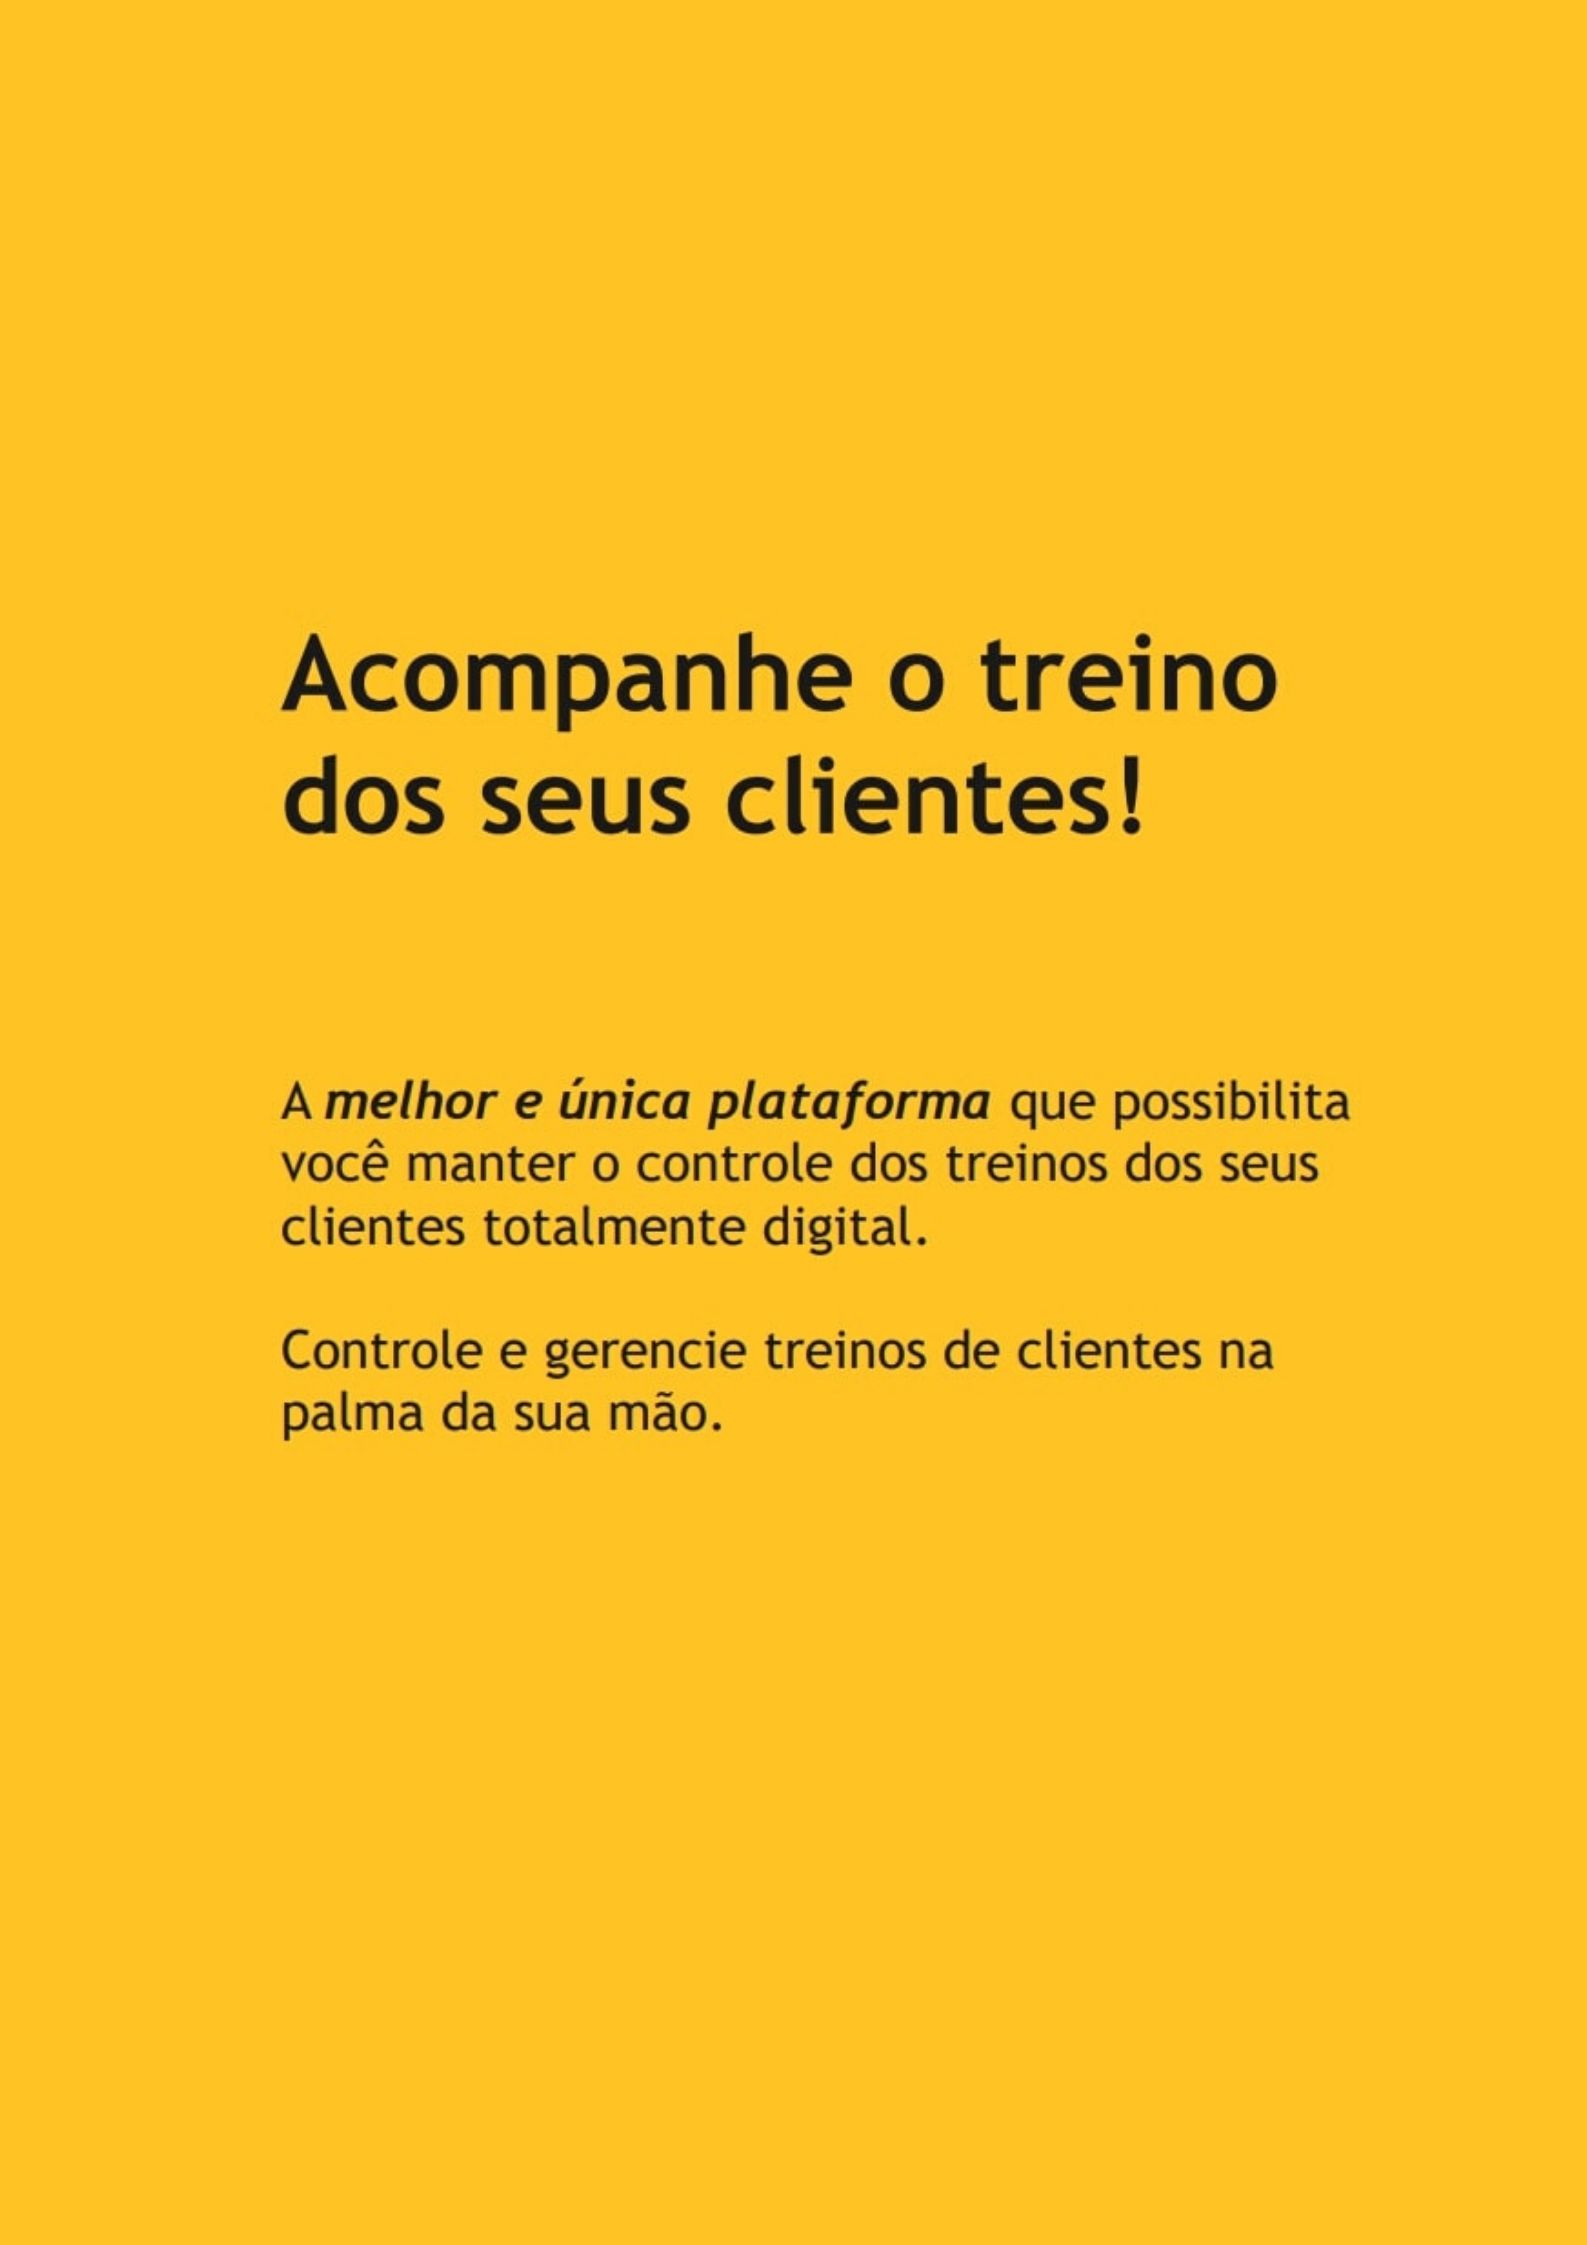 Acompanhe o treino
dos seus clientes!
A melhor e única plataforma que possibilita
você manter o controle dos treinos dos seus
clientes totalmente digital.
Controle e gerencie treinos de clientes na
palma da sua mão.